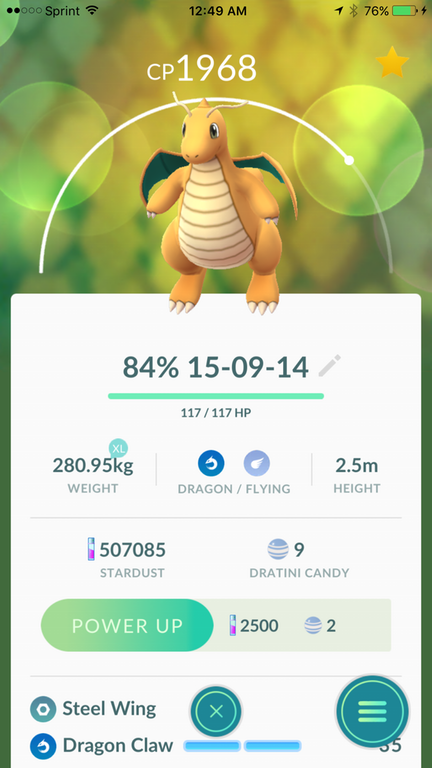 Sprint 12:49 AM 76%
CP1968
84% 15-09-14
117 / 117 HP
XL
280.95kg 2.5m
WEIGHT DRAGON / FLYING HEIGHT
507085 9
STARDUST DRATINI CANDY
POWER UP 2500 2
Steel Wing
Dragon Claw 35